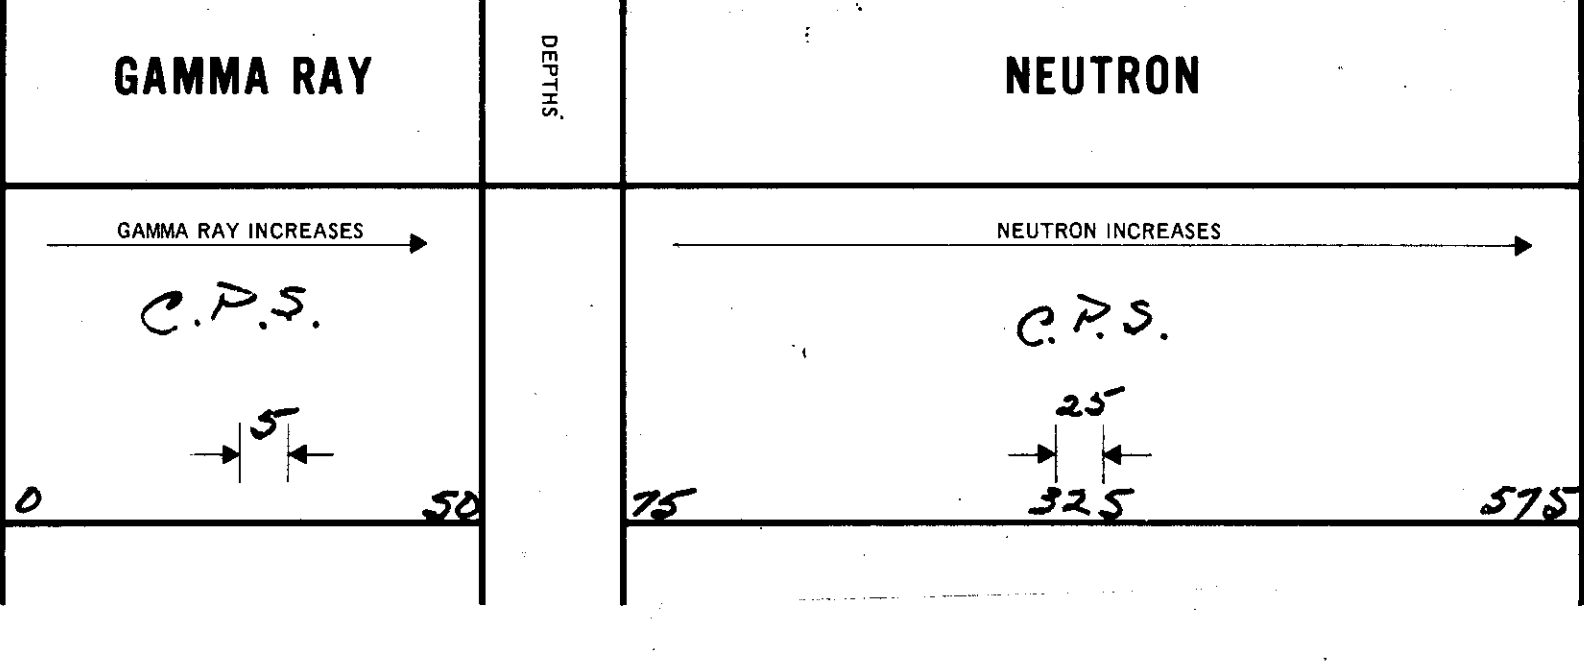 GAMMA RAY
DEPTHS
NEUTRON
GAMMA RAY INCREASES
NEUTRON INCREASES
C.P.S.
C.P.S.
5
25
0
50
75
325
575